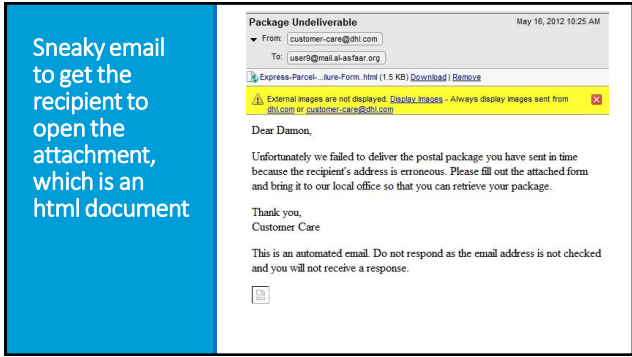 Sneaky email
to get the
recipient to
open the
attachment,
which is an
html document
Package Undeliverable May 16, 2012 10:25 AM
From: customer-care@dhl.com
To: user9@mail.al-asfaar.org
Express-Parcel-...ilure-Form..html (1.5 KB) Download | Remove
External images are not displayed. Display Images - Always display images sent from
dhl.com or customer-care@dhl.com
Dear Damon,
Unfortunately we failed to deliver the postal package you have sent in time
because the recipient's address is erroneous. Please fill out the attached form
and bring it to our local office so that you can retrieve your package.
Thank you,
Customer Care
This is an automated email. Do not respond as the email address is not checked
and you will not receive a response.